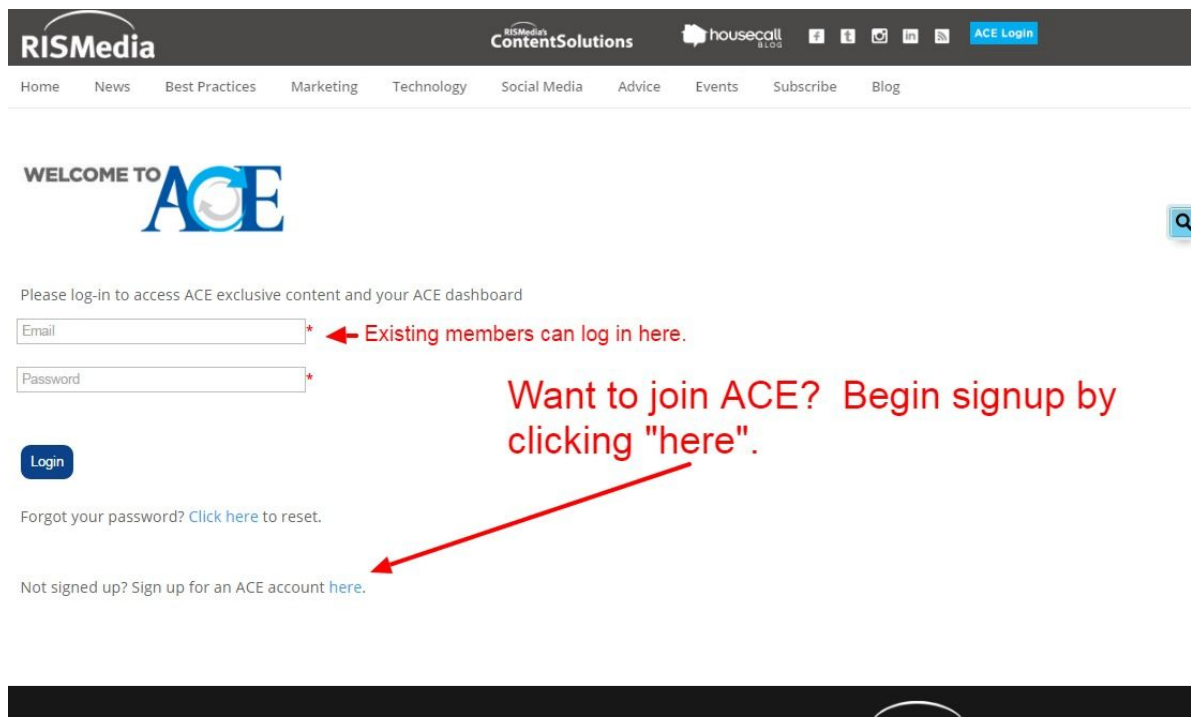 RISMedia
RISMedia's
ContentSolutions
housecall
BLOG
ACE Login
Home News Best Practices Marketing Technology Social Media Advice Events Subscribe Blog
WELCOME TO ACE
Please log-in to access ACE exclusive content and your ACE dashboard
Email * Existing members can log in here.
Password *
Want to join ACE? Begin signup by
clicking "here".
Login
Forgot your password? Click here to reset.
Not signed up? Sign up for an ACE account here.